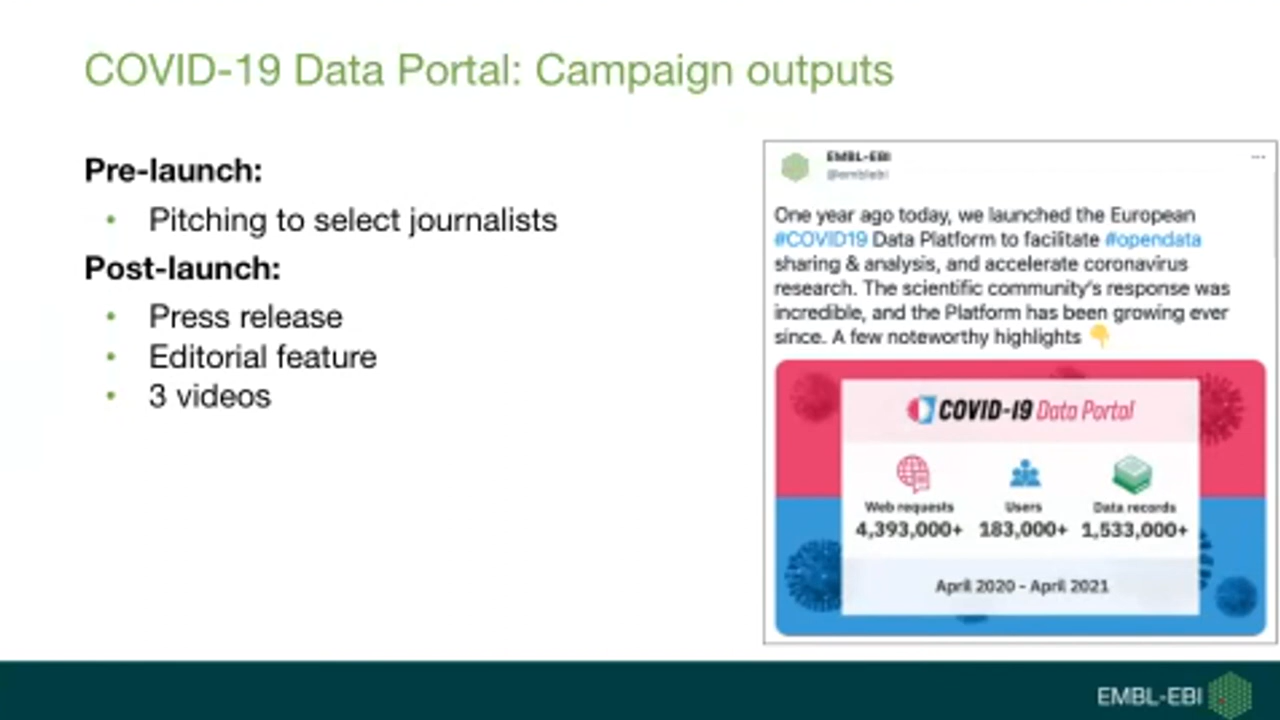 COVID-19 Data Portal: Campaign outputs
Pre-launch:
• Pitching to select journalists
Post-launch:
• Press release
• Editorial feature
• 3 videos
EMBL-EBI
@emblebi
One year ago today, we launched the European
#COVID19 Data Platform to facilitate #opendata
sharing & analysis, and accelerate coronavirus
research. The scientific community's response was
incredible, and the Platform has been growing ever
since. A few noteworthy highlights 👇
COVID-19 Data Portal
Web requests Users Data records
4,393,000+ 183,000+ 1,533,000+
April 2020 - April 2021
EMBL-EBI